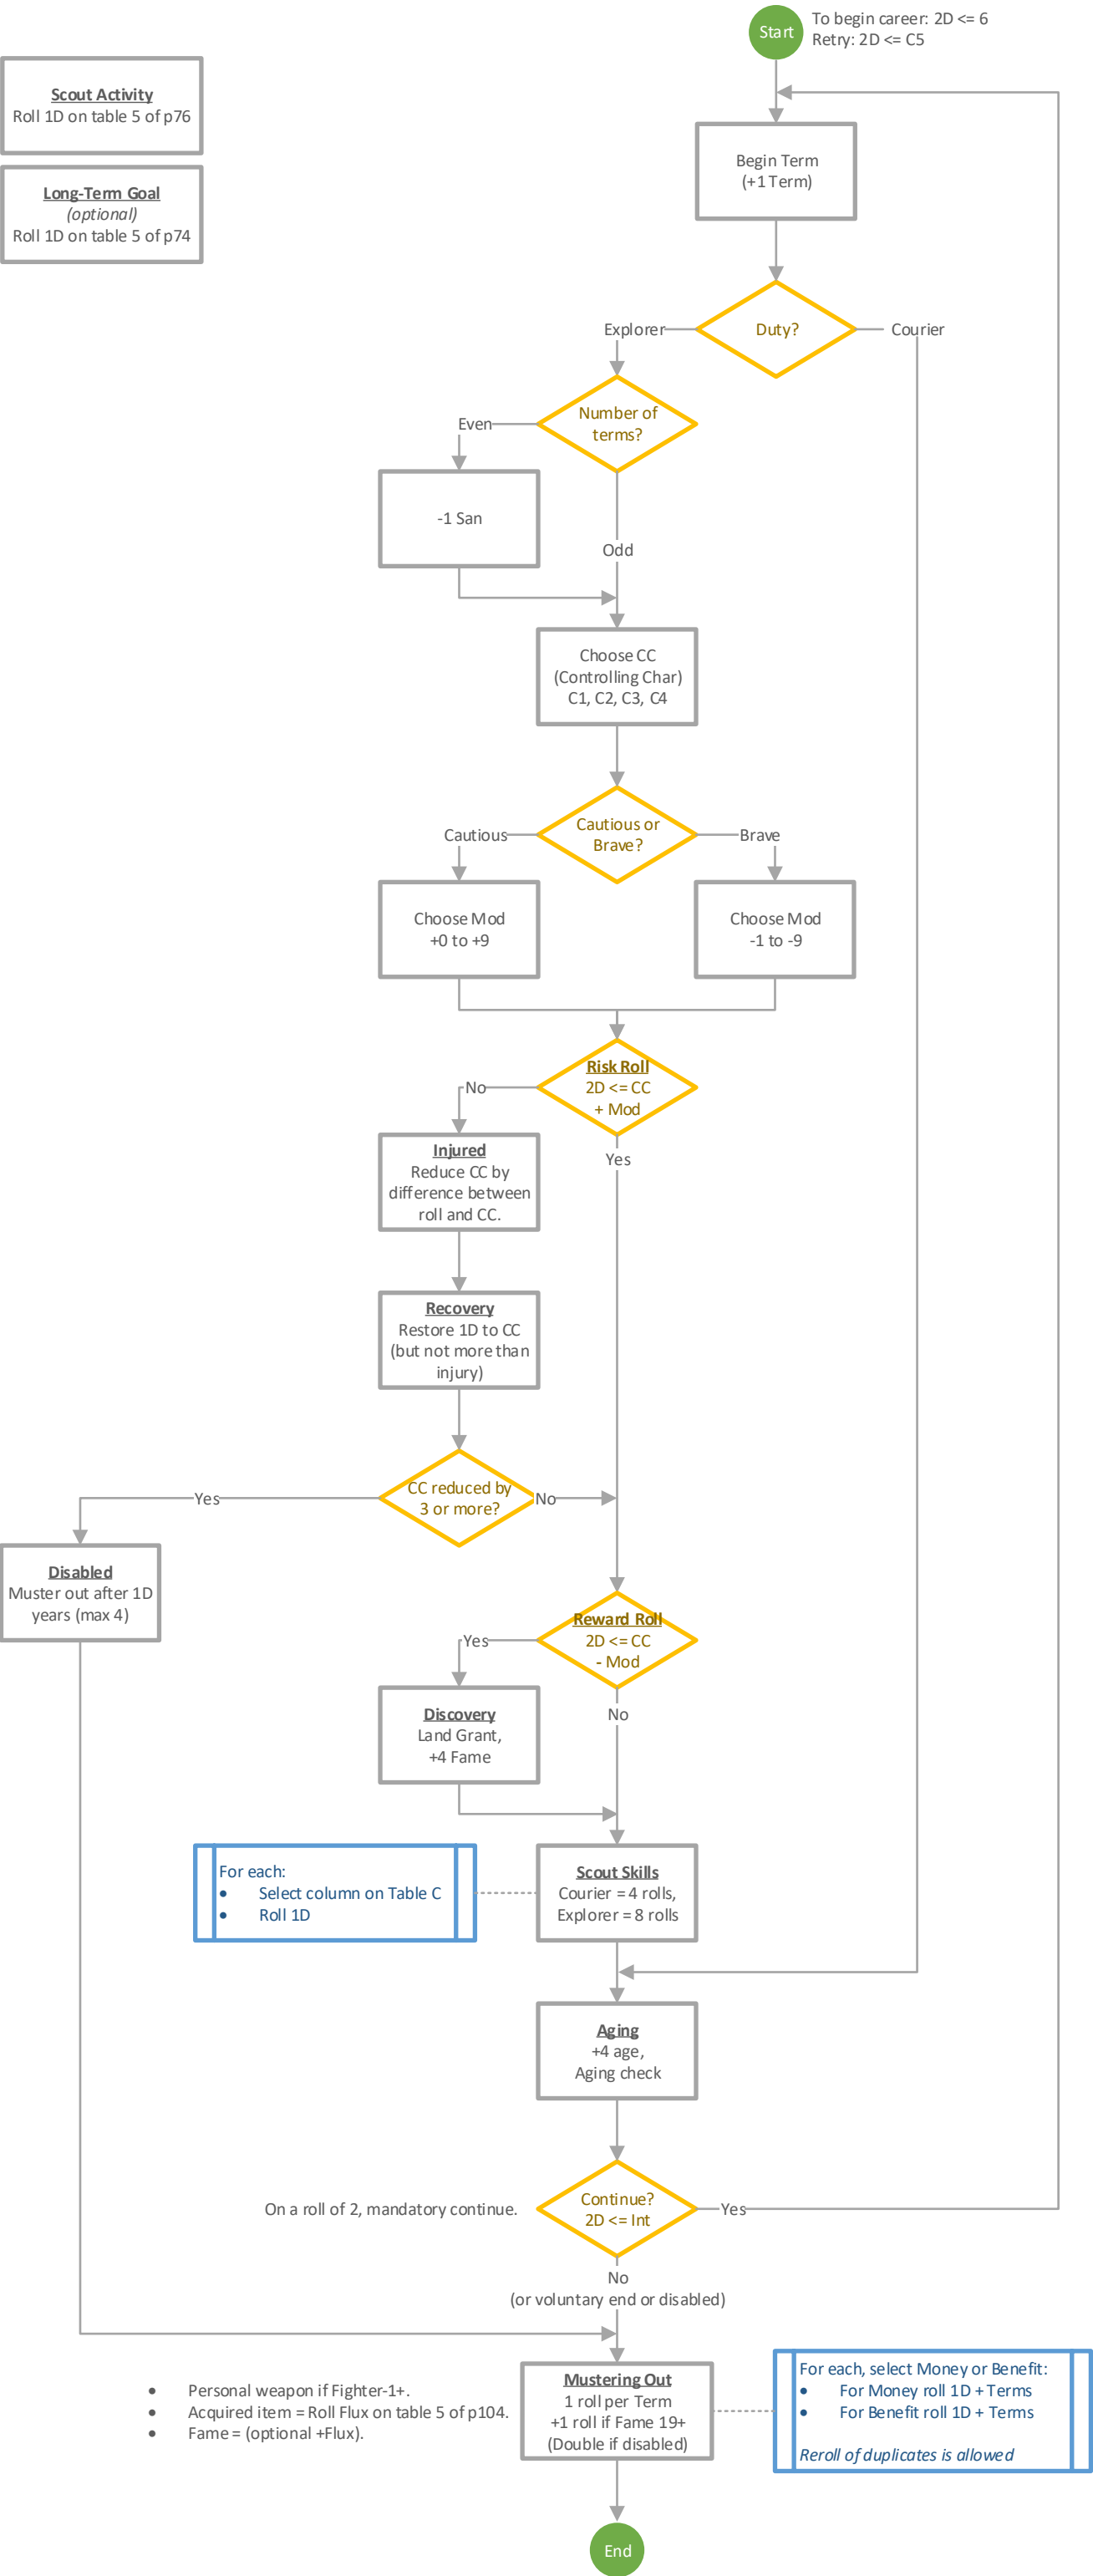 Start
To begin career: 2D <= 6
Retry: 2D <= C5
Scout Activity
Roll 1D on table 5 of p76
Long-Term Goal
(optional)
Roll 1D on table 5 of p74
Begin Term
(+1 Term)
Duty?
Explorer
Courier
Number of
terms?
Even
-1 San
Odd
Choose CC
(Controlling Char)
C1, C2, C3, C4
Cautious or
Brave?
Cautious
Brave
Choose Mod
+0 to +9
Choose Mod
-1 to -9
Risk Roll
2D <= CC
+ Mod
No
Yes
Injured
Reduce CC by
difference between
roll and CC.
Recovery
Restore 1D to CC
(but not more than
injury)
CC reduced by
3 or more?
Yes
No
Disabled
Muster out after 1D
years (max 4)
Reward Roll
2D <= CC
- Mod
Yes
No
Discovery
Land Grant,
+4 Fame
For each:
• Select column on Table C
• Roll 1D
Scout Skills
Courier = 4 rolls,
Explorer = 8 rolls
Aging
+4 age,
Aging check
On a roll of 2, mandatory continue.
Continue?
2D <= Int
Yes
No
(or voluntary end or disabled)
• Personal weapon if Fighter-1+.
• Acquired item = Roll Flux on table 5 of p104.
• Fame = (optional +Flux).
Mustering Out
1 roll per Term
+1 roll if Fame 19+
(Double if disabled)
For each, select Money or Benefit:
• For Money roll 1D + Terms
• For Benefit roll 1D + Terms
Reroll of duplicates is allowed
End